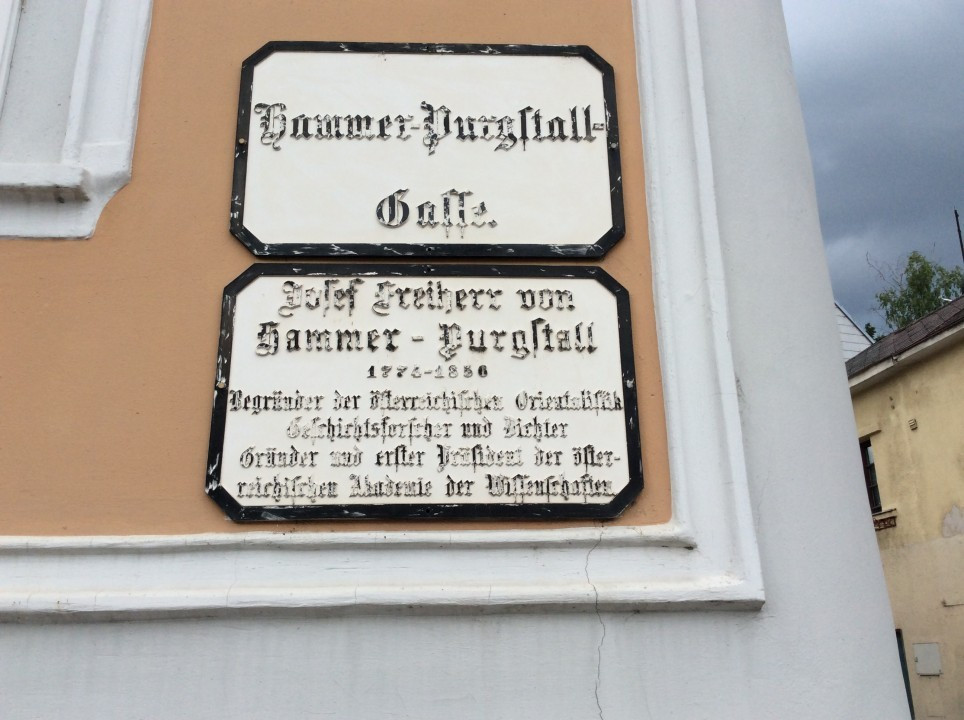 Hammer-Purgstall-
Gasse.
Josef Freiherr von
Hammer-Purgstall
1774-1856
Begründer der österreichischen Orientalistik
Geschichtsforscher und Dichter
Gründer und erster Präsident der öster-
reichischen Akademie der Wissenschaften.